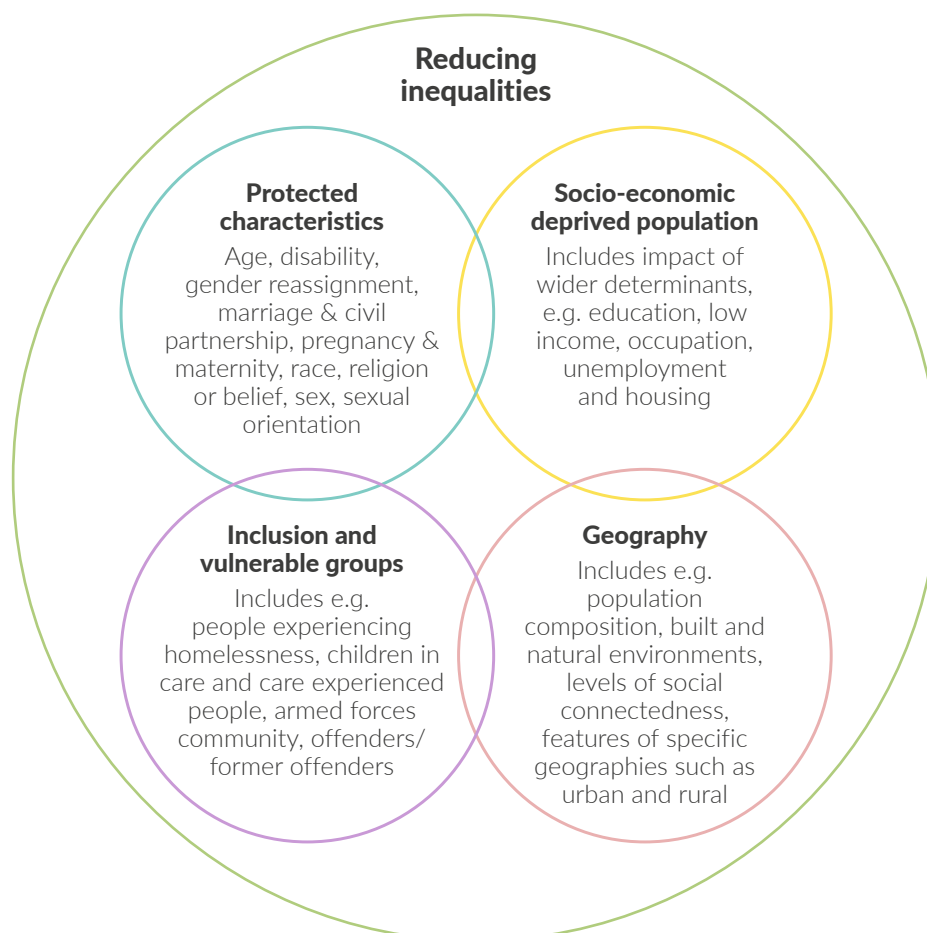 Reducing
inequalities
Protected
characteristics
Age, disability,
gender reassignment,
marriage & civil
partnership, pregnancy &
maternity, race, religion
or belief, sex, sexual
orientation
Socio-economic
deprived population
Includes impact of
wider determinants,
e.g. education, low
income, occupation,
unemployment
and housing
Inclusion and
vulnerable groups
Includes e.g.
people experiencing
homelessness, children in
care and care experienced
people, armed forces
community, offenders/
former offenders
Geography
Includes e.g.
population
composition, built and
natural environments,
levels of social
connectedness,
features of specific
geographies such as
urban and rural